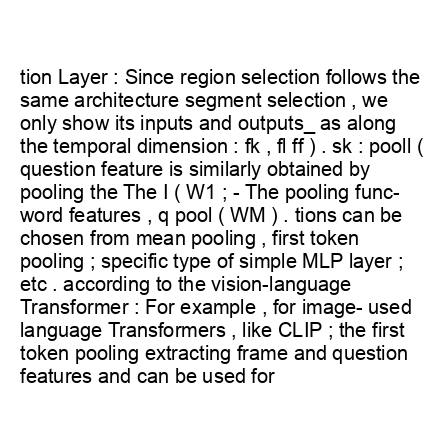 tion Layer : Since region selection follows the
same architecture segment selection , we
only show its inputs and outputs_ as along
the temporal dimension : fk , fl ff ) . sk : pooll (
question feature is similarly obtained by
pooling the The I ( W1 ; - The pooling func-
word features , q pool ( WM ) . tions can be
chosen from mean pooling , first token
pooling ; specific type of simple MLP layer ;
etc . according to the vision-language
Transformer : For example , for image- used
language Transformers , like CLIP ; the first
token pooling extracting frame and question
features and can be used for